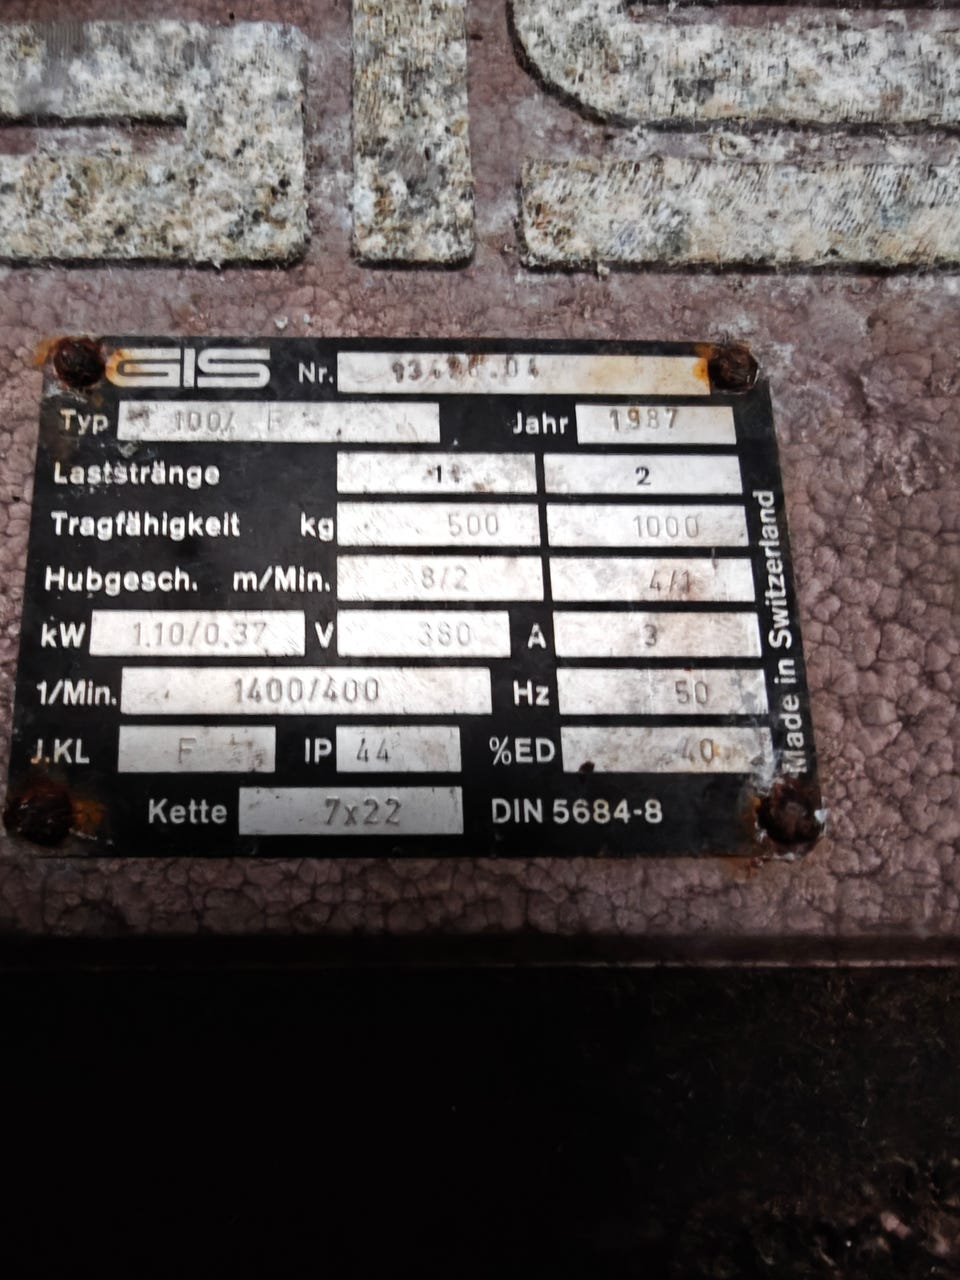 GIS
GIS Nr.
Typ 100/ F Jahr 1987
Laststränge 1 2
Tragfähigkeit kg 500 1000
Hubgesch. m/Min. 8/2 4/1
kW 1.10/0.37 V 380 A 3
1/Min. 1400/400 Hz 50
J.KL F IP 44 %ED 40
Kette 7x22 DIN 5684-8
Made in Switzerland